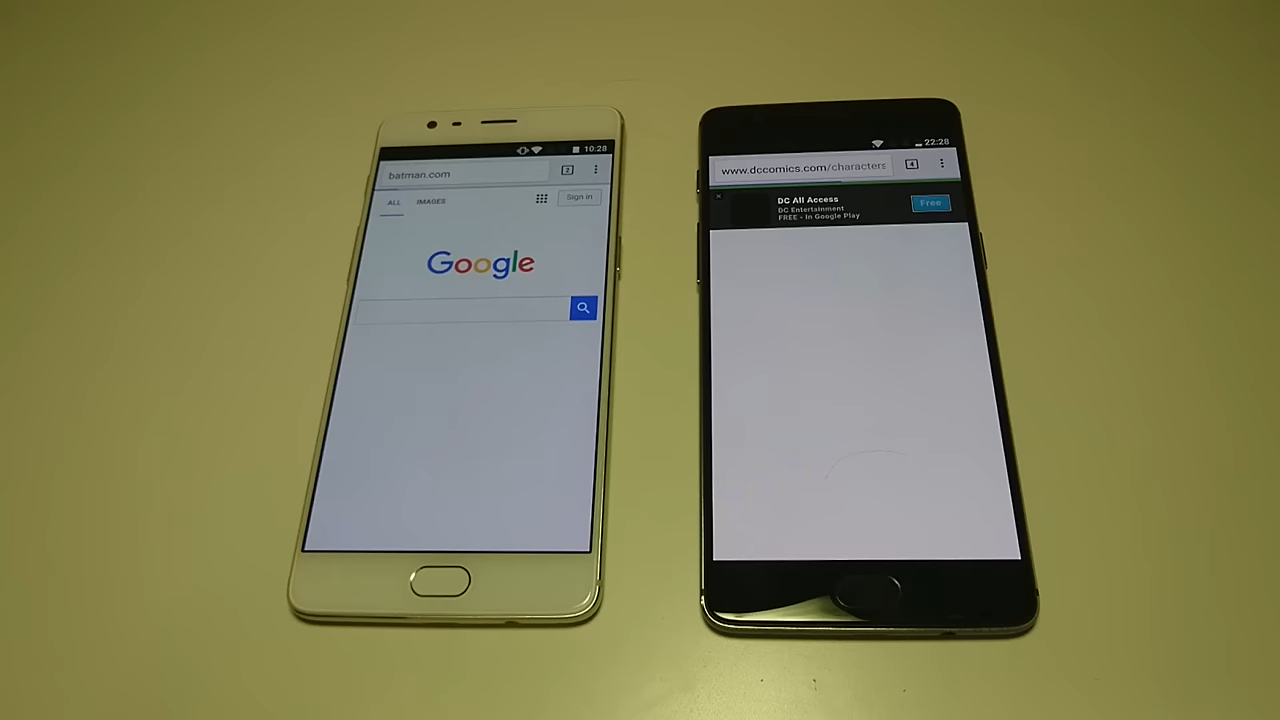 10:28
batman.com
2
ALL IMAGES
Sign in
Google
22:28
www.dccomics.com/characters
4
DC All Access
DC Entertainment
FREE - In Google Play
Free